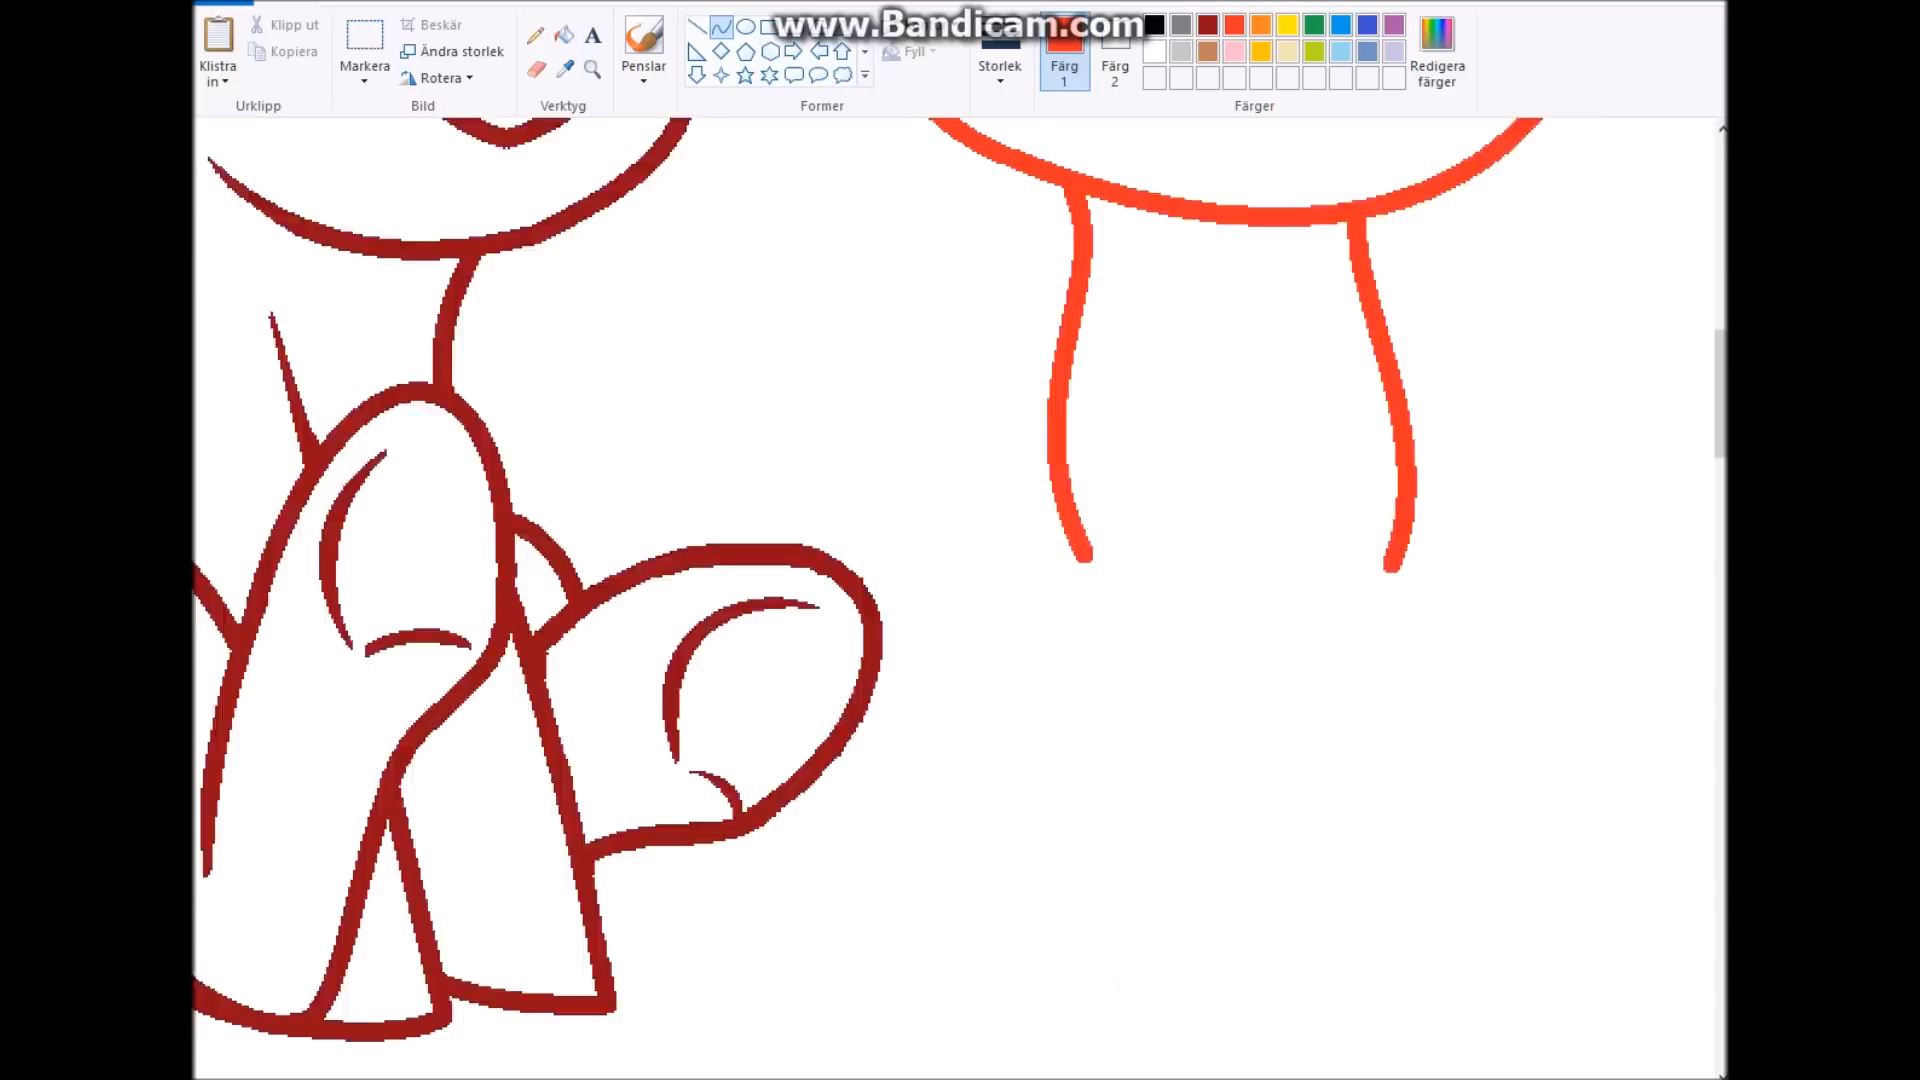 www.Bandicam.com
Klipp ut
Kopiera
Klistra
in
Urklipp
Markera
Beskär
Ändra storlek
Rotera
Bild
Verktyg
Penslar
Fyll
Former
Storlek
Färg
1
Färg
2
Redigera
färger
Färger